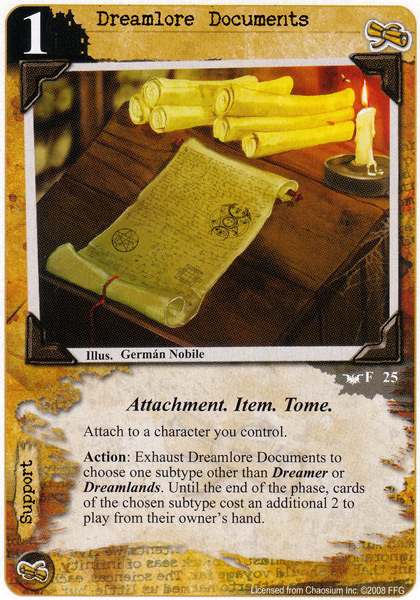 1
Dreamlore Documents
Illus. Germán Nobile
F 25
Attachment. Item. Tome.
Attach to a character you control.
Action: Exhaust Dreamlore Documents to
choose one subtype other than Dreamer or
Dreamlands. Until the end of the phase, cards
of the chosen subtype cost an additional 2 to
play from their owner's hand.
Support
Licensed from Chaosium Inc. ©2008 FFG